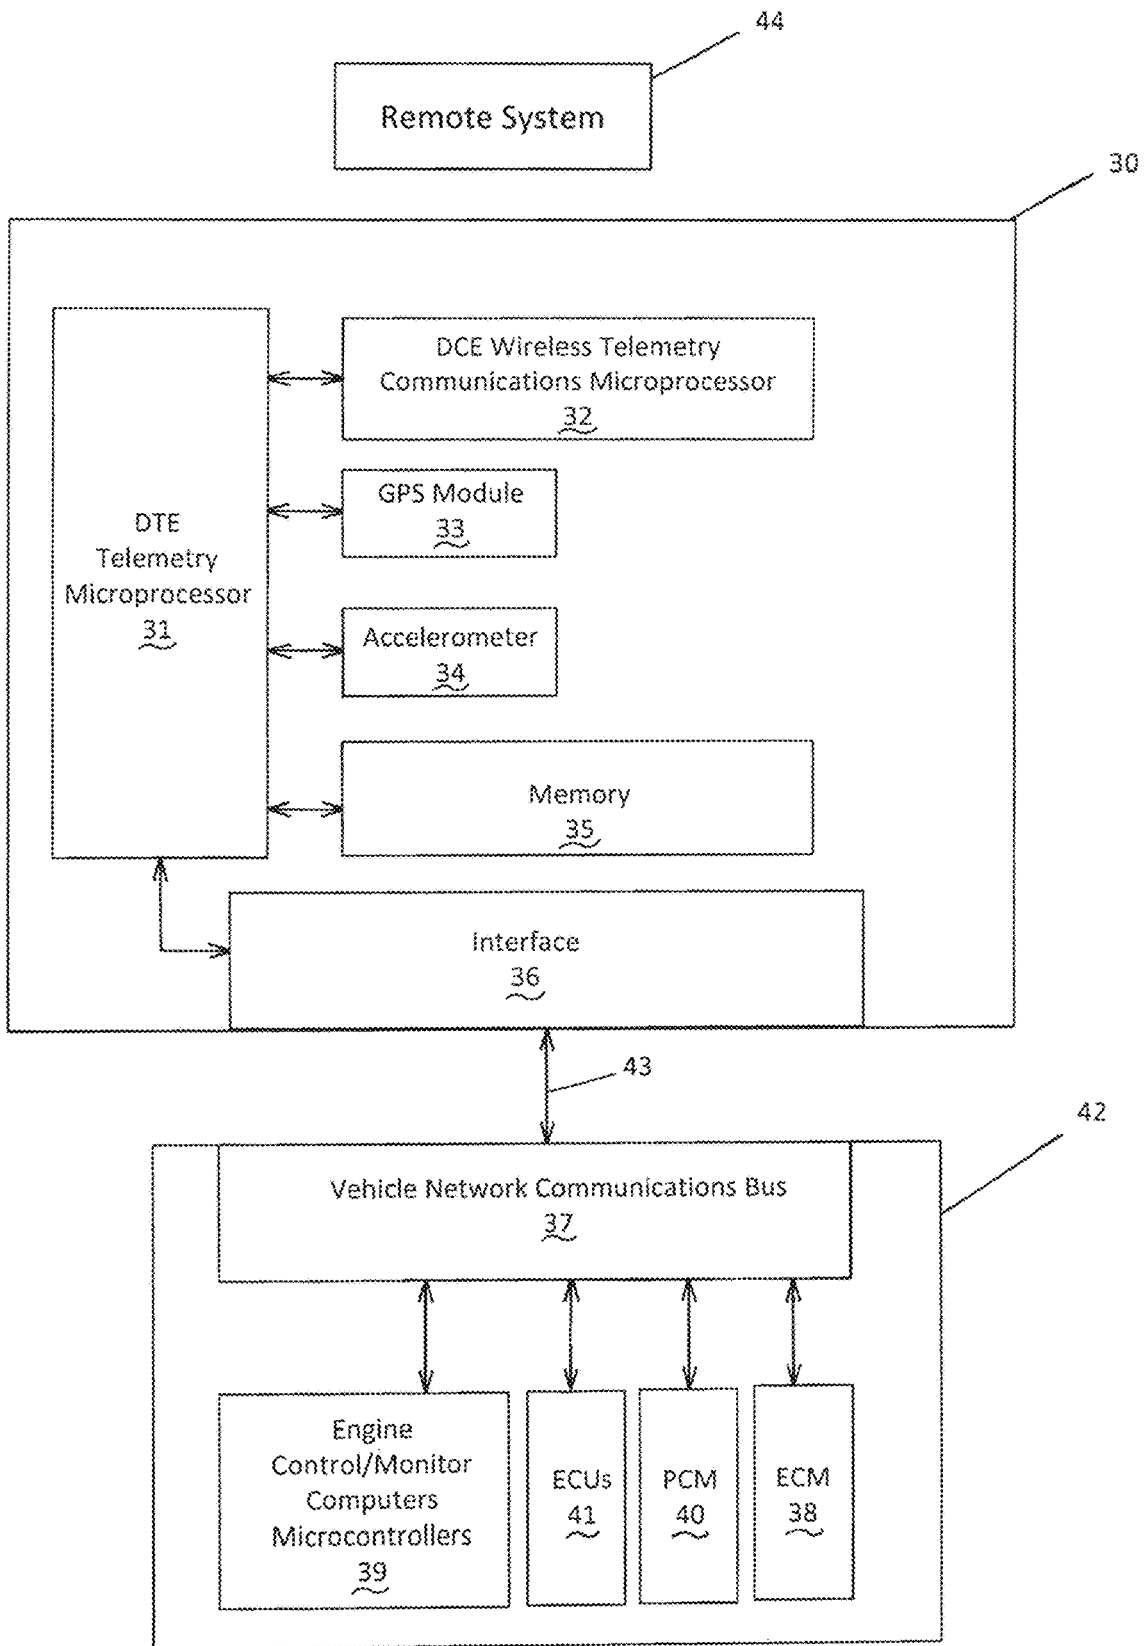 44
Remote System
30
DCE Wireless Telemetry
Communications Microprocessor
32
GPS Module
33
DTE
Telemetry
Microprocessor
31
Accelerometer
34
Memory
35
Interface
36
43
42
Vehicle Network Communications Bus
37
Engine
Control/Monitor
Computers
Microcontrollers
39
ECUs
41
PCM
40
ECM
38